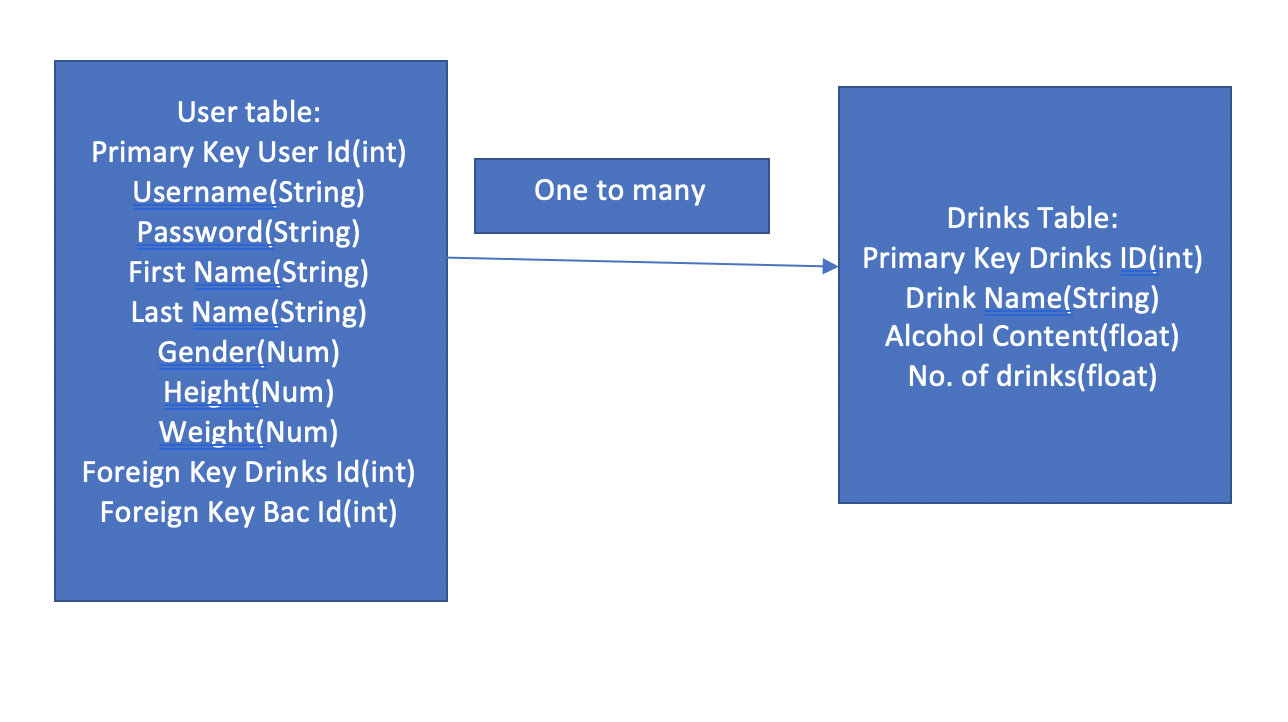 User table:
Primary Key User Id(int)
Username(String)
Password(String)
First Name(String)
Last Name(String)
Gender(Num)
Height(Num)
Weight(Num)
Foreign Key Drinks Id(int)
Foreign Key Bac Id(int)
One to many
Drinks Table:
Primary Key Drinks ID(int)
Drink Name(String)
Alcohol Content(float)
No. of drinks(float)